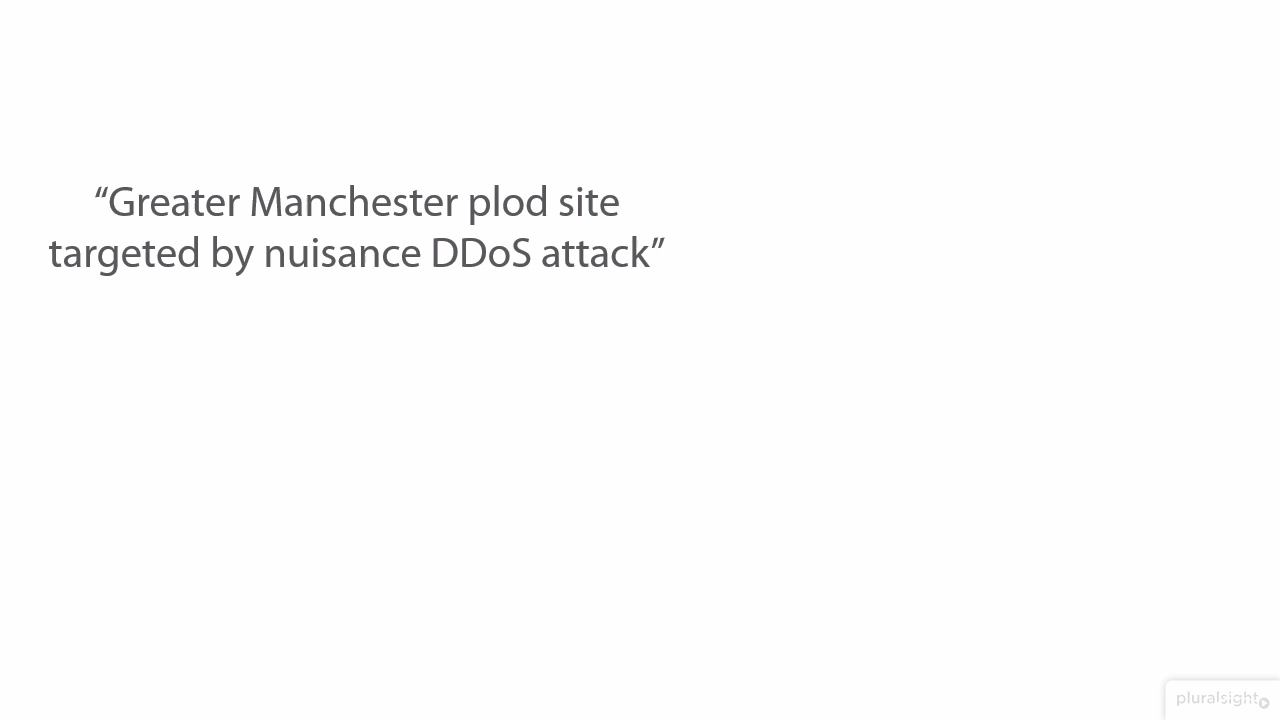 “Greater Manchester plod site
targeted by nuisance DDoS attack”
pluralsight